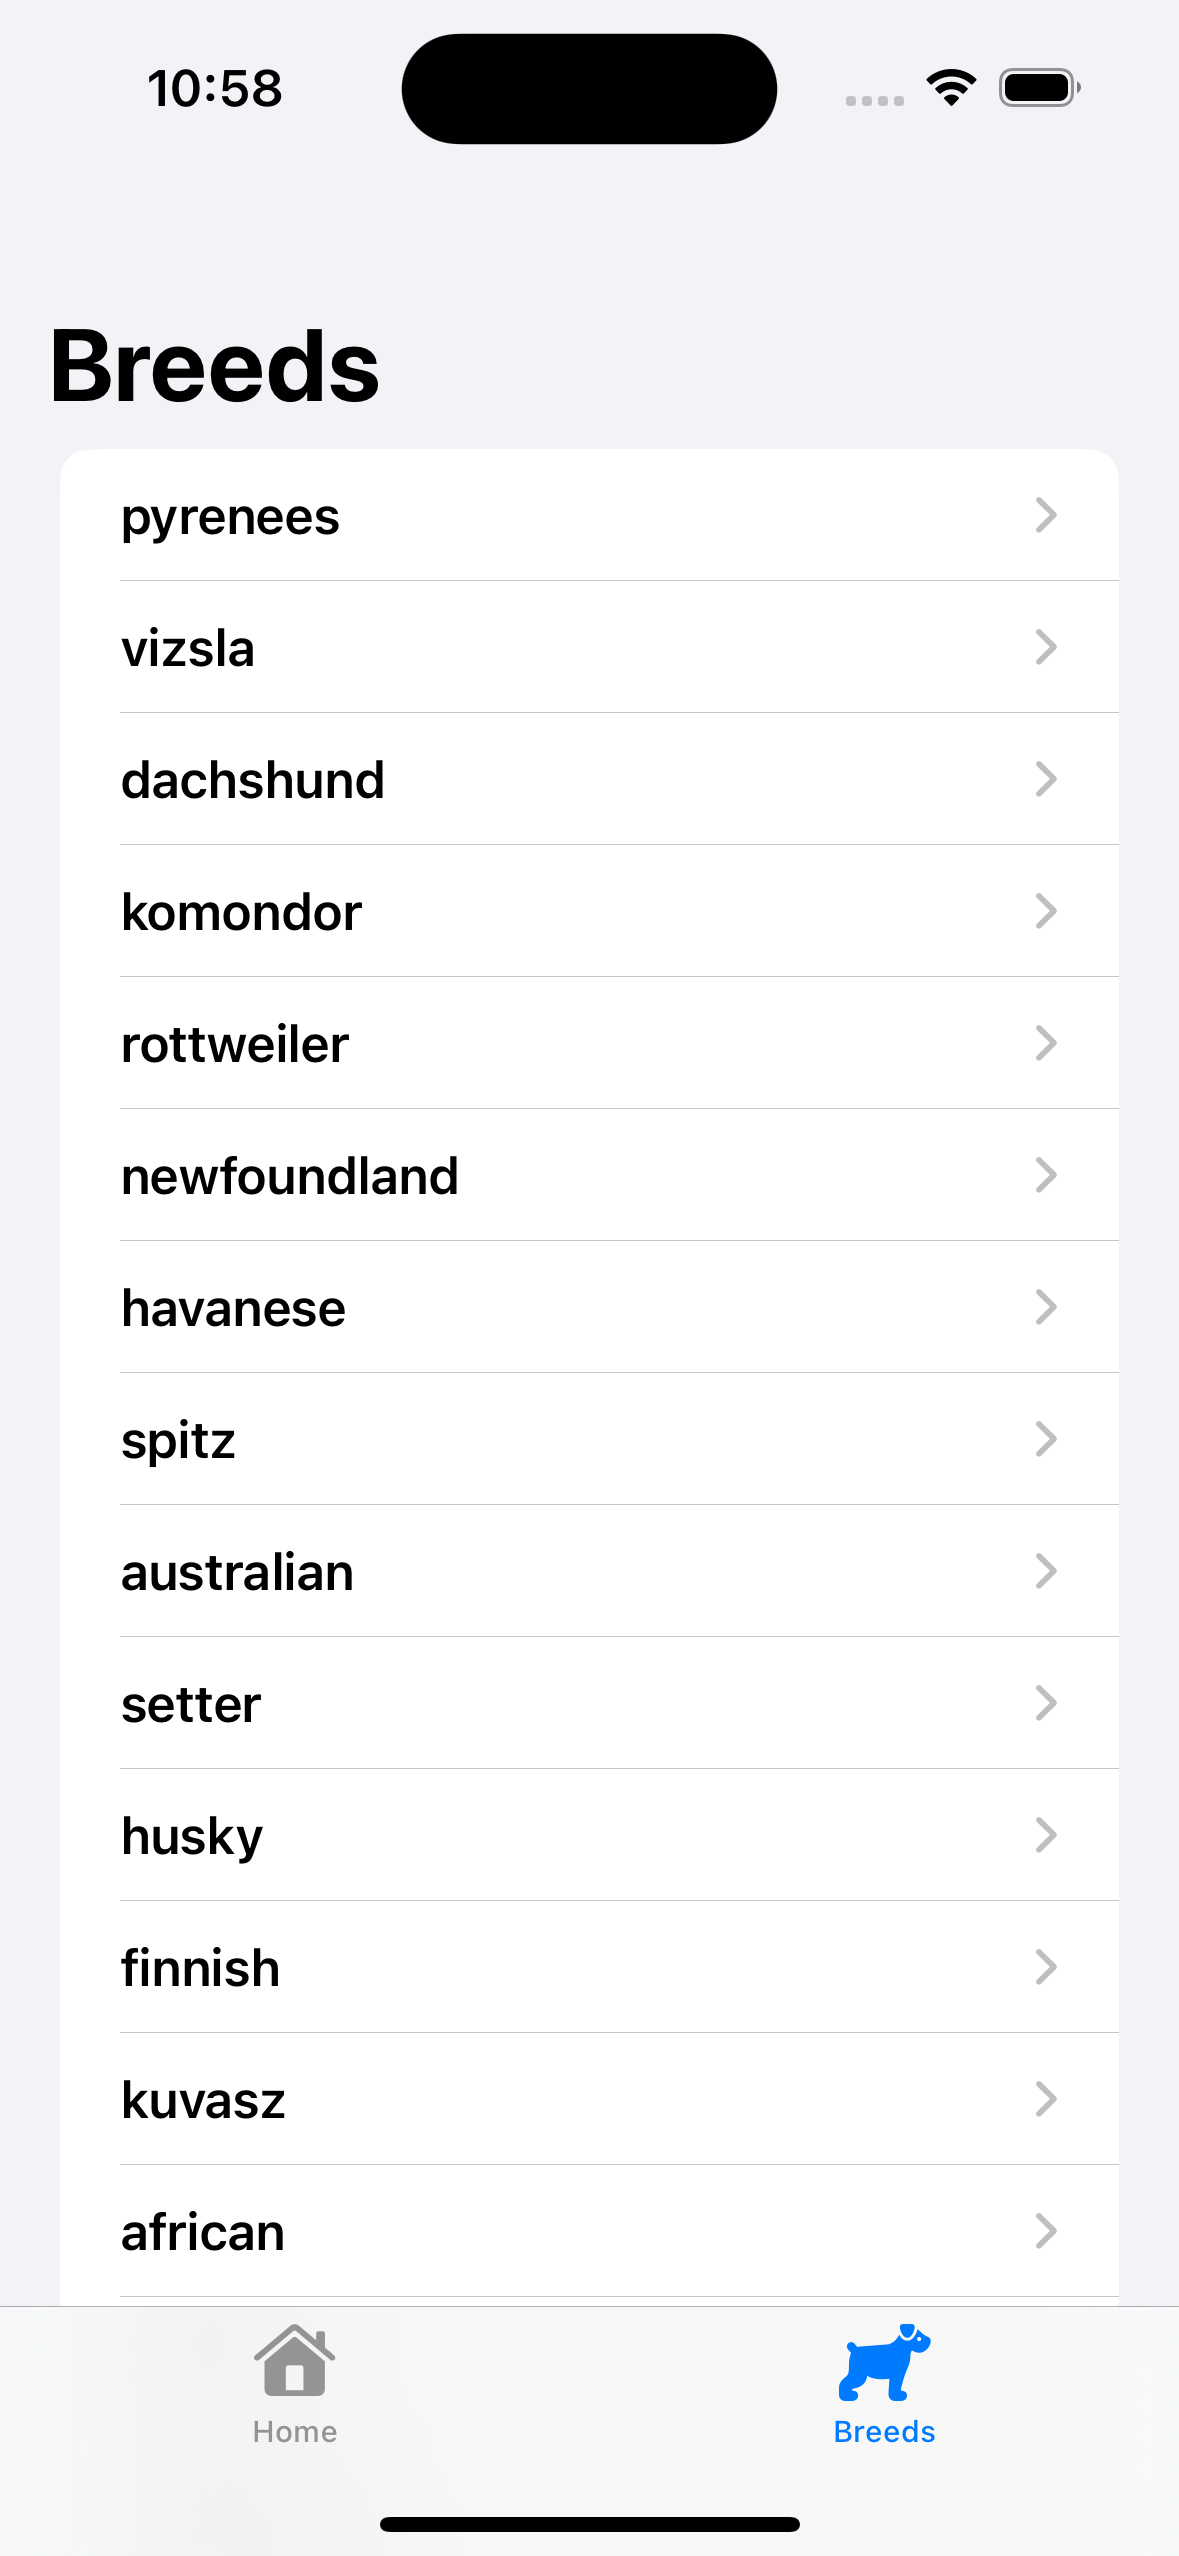 10:58
Breeds
pyrenees
vizsla
dachshund
komondor
rottweiler
newfoundland
havanese
spitz
australian
setter
husky
finnish
kuvasz
african
Home
Breeds